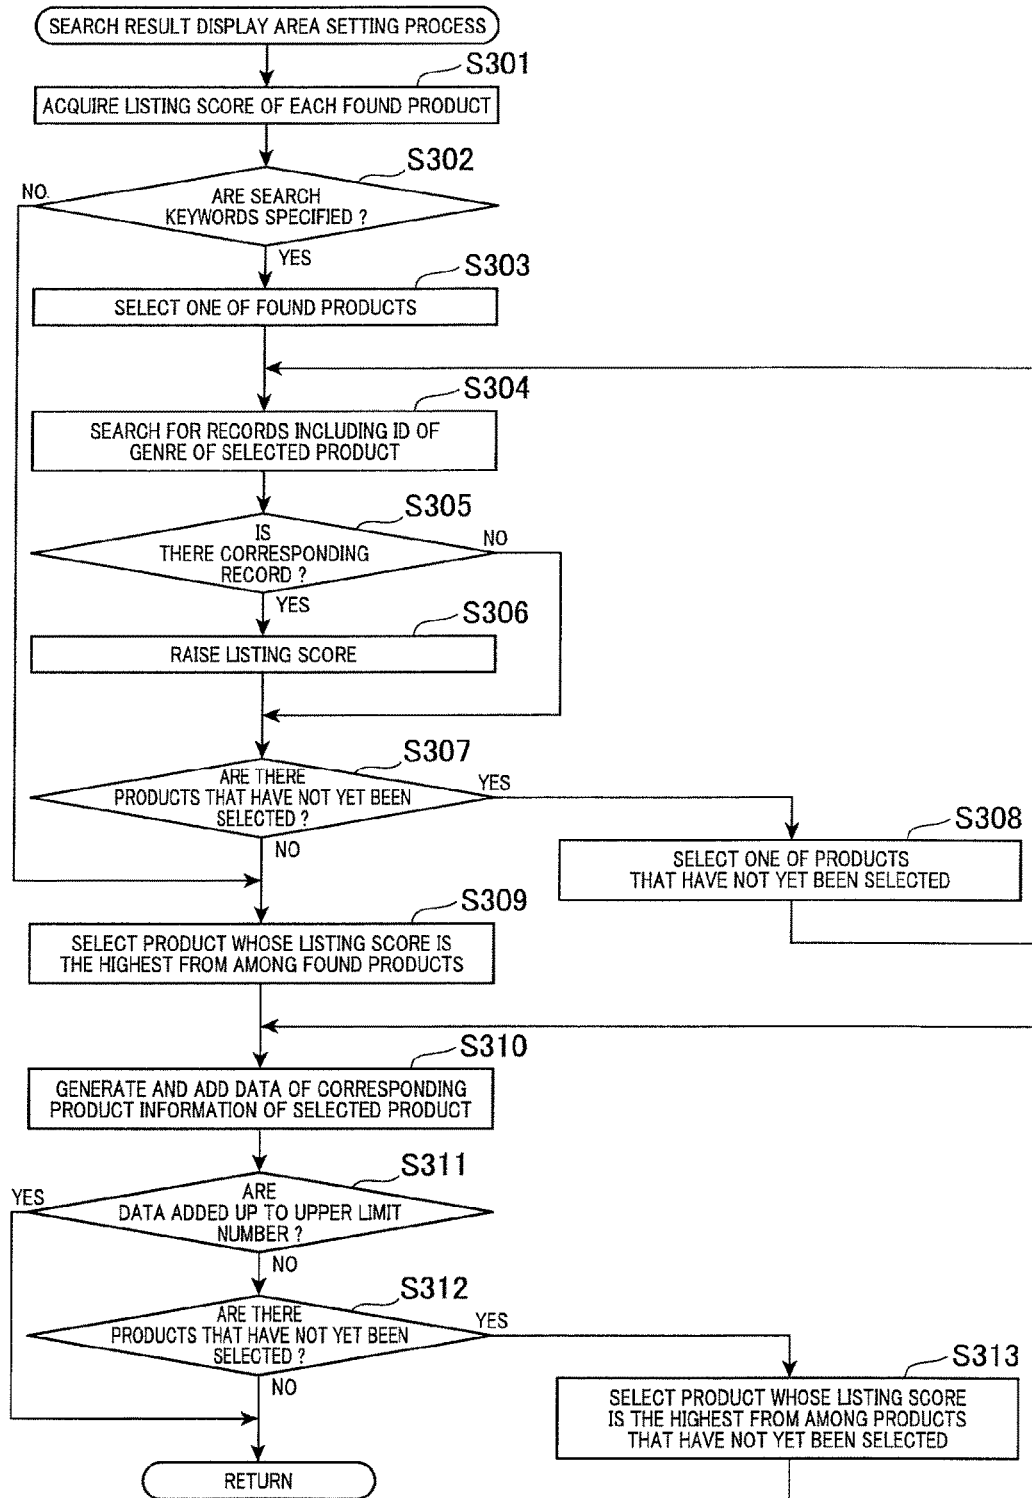 SEARCH RESULT DISPLAY AREA SETTING PROCESS
S301
ACQUIRE LISTING SCORE OF EACH FOUND PRODUCT
S302
NO
ARE SEARCH
KEYWORDS SPECIFIED ?
YES
S303
SELECT ONE OF FOUND PRODUCTS
S304
SEARCH FOR RECORDS INCLUDING ID OF
GENRE OF SELECTED PRODUCT
S305
IS
THERE CORRESPONDING
RECORD ?
NO
YES
S306
RAISE LISTING SCORE
S307
ARE THERE
PRODUCTS THAT HAVE NOT YET BEEN
SELECTED ?
YES
NO
S308
SELECT ONE OF PRODUCTS
THAT HAVE NOT YET BEEN SELECTED
S309
SELECT PRODUCT WHOSE LISTING SCORE IS
THE HIGHEST FROM AMONG FOUND PRODUCTS
S310
GENERATE AND ADD DATA OF CORRESPONDING
PRODUCT INFORMATION OF SELECTED PRODUCT
S311
YES
ARE
DATA ADDED UP TO UPPER LIMIT
NUMBER ?
NO
S312
ARE THERE
PRODUCTS THAT HAVE NOT YET BEEN
SELECTED ?
YES
NO
S313
SELECT PRODUCT WHOSE LISTING SCORE
IS THE HIGHEST FROM AMONG PRODUCTS
THAT HAVE NOT YET BEEN SELECTED
RETURN